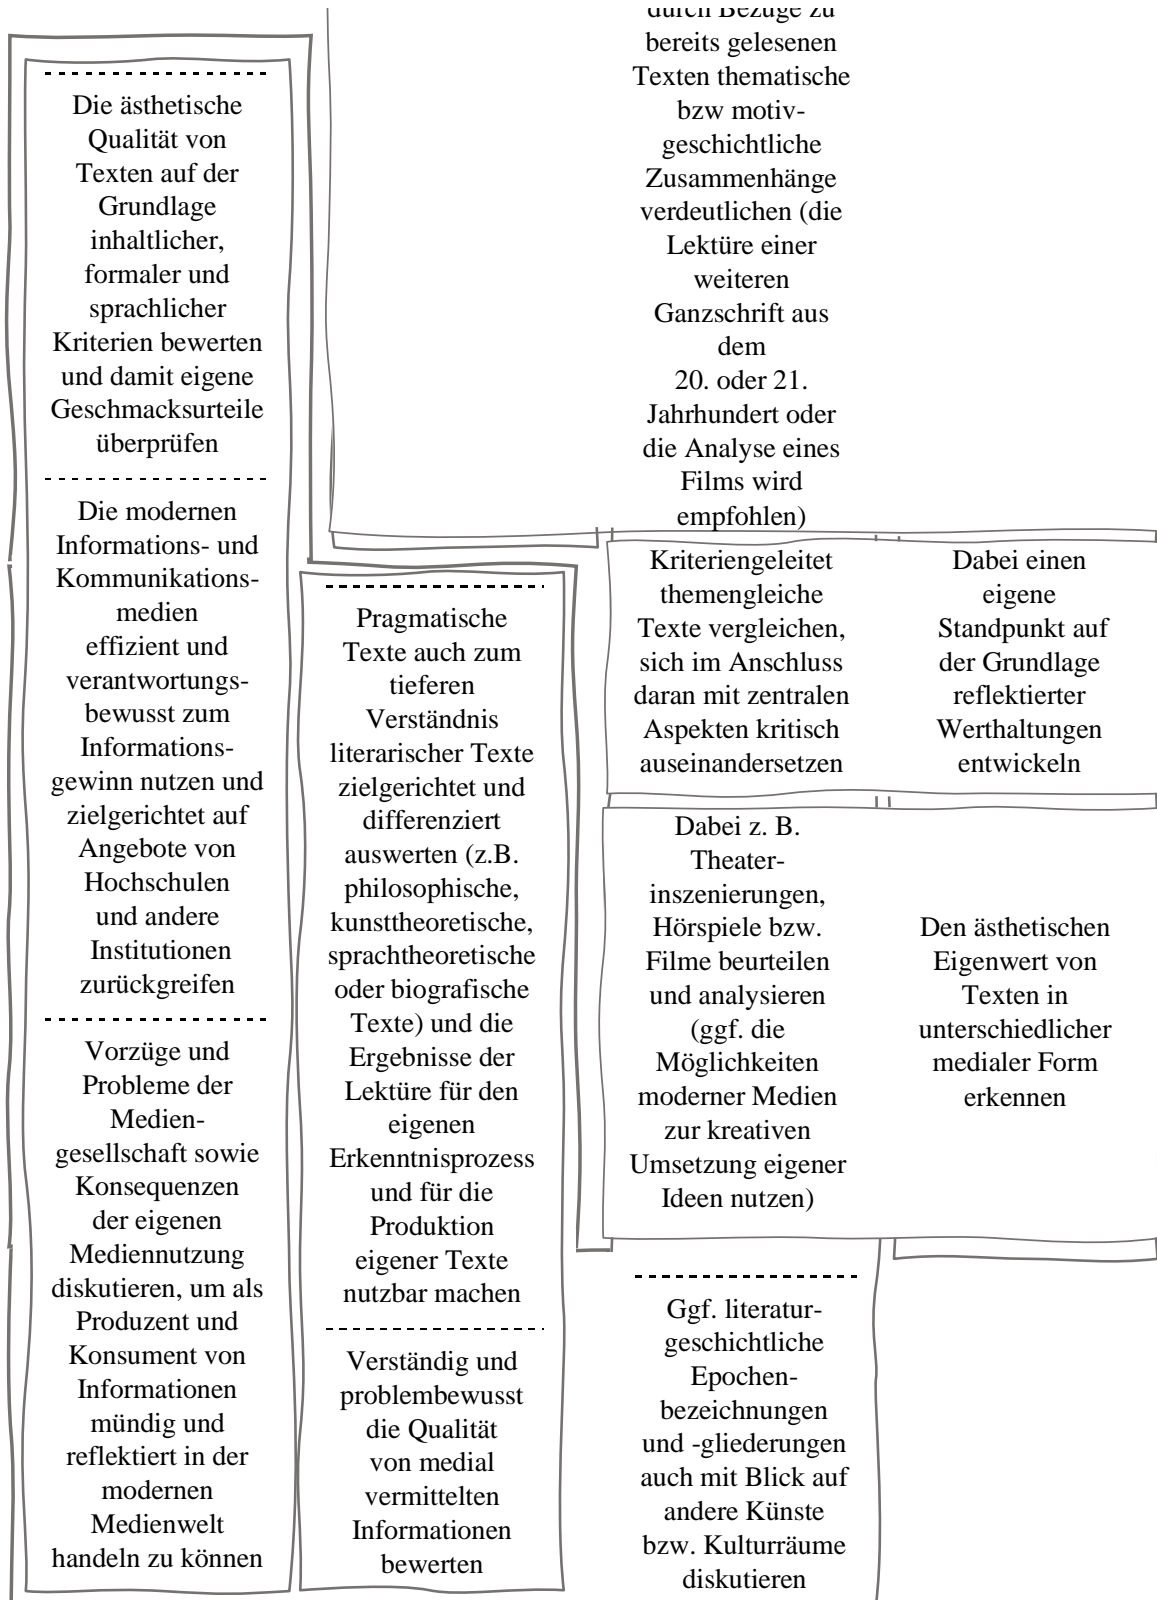 Die ästhetische
Qualität von
Texten auf der
Grundlage
inhaltlicher,
formaler und
sprachlicher
Kriterien bewerten
und damit eigene
Geschmacksurteile
überprüfen
Die modernen
Informations- und
Kommunikations-
medien
effizient und
verantwortungs-
bewusst zum
Informations-
gewinn nutzen und
zielgerichtet auf
Angebote von
Hochschulen
und andere
Institutionen
zurückgreifen
Vorzüge und
Probleme der
Medien-
gesellschaft sowie
Konsequenzen
der eigenen
Mediennutzung
diskutieren, um als
Produzent und
Konsument von
Informationen
mündig und
reflektiert in der
modernen
Medienwelt
handeln zu können
Pragmatische
Texte auch zum
tieferen
Verständnis
literarischer Texte
zielgerichtet und
differenziert
auswerten (z.B.
philosophische,
kunsttheoretische,
sprachtheoretische
oder biografische
Texte) und die
Ergebnisse der
Lektüre für den
eigenen
Erkenntnisprozess
und für die
Produktion
eigener Texte
nutzbar machen
Verständig und
problembewusst
die Qualität
von medial
vermittelten
Informationen
bewerten
durch Bezüge zu
bereits gelesenen
Texten thematische
bzw motiv-
geschichtliche
Zusammenhänge
verdeutlichen (die
Lektüre einer
weiteren
Ganzschrift aus
dem
20. oder 21.
Jahrhundert oder
die Analyse eines
Films wird
empfohlen)
Kriteriengeleitet
themengleiche
Texte vergleichen,
sich im Anschluss
daran mit zentralen
Aspekten kritisch
auseinandersetzen
Dabei einen
eigene
Standpunkt auf
der Grundlage
reflektierter
Werthaltungen
entwickeln
Dabei z. B.
Theater-
inszenierungen,
Hörspiele bzw.
Filme beurteilen
und analysieren
(ggf. die
Möglichkeiten
moderner Medien
zur kreativen
Umsetzung eigener
Ideen nutzen)
Den ästhetischen
Eigenwert von
Texten in
unterschiedlicher
medialer Form
erkennen
Ggf. literatur-
geschichtliche
Epochen-
bezeichnungen
und -gliederungen
auch mit Blick auf
andere Künste
bzw. Kulturräume
diskutieren